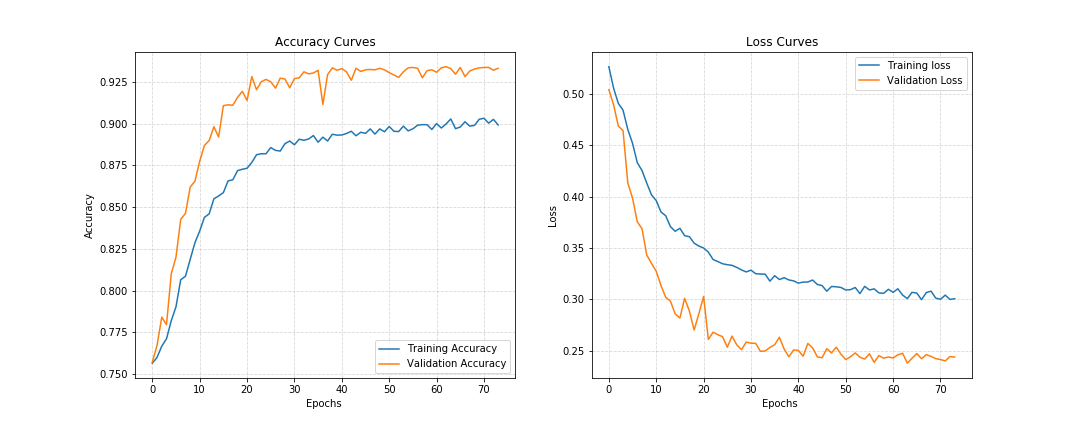 Accuracy Curves
0.925
0.900
0.875
0.850
0.825
0.800
0.775
0.750
Accuracy
0 10 20 30 40 50 60 70
Epochs
Training Accuracy
Validation Accuracy
Loss Curves
0.50
0.45
0.40
0.35
0.30
0.25
Loss
0 10 20 30 40 50 60 70
Epochs
Training loss
Validation Loss